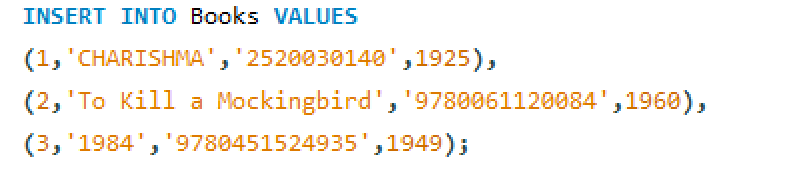 INSERT INTO Books VALUES
(1,'CHARISHMA','2520030140',1925),
(2,'To Kill a Mockingbird','9780061120084',1960),
(3,'1984','9780451524935',1949);